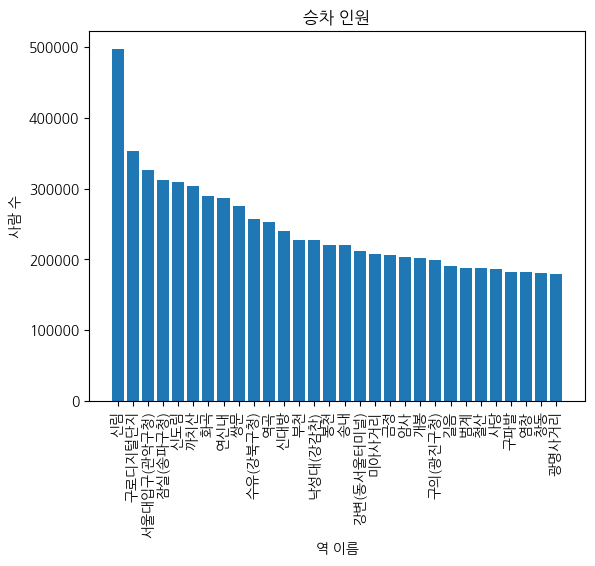 승차 인원
사람 수
500000
400000
300000
200000
100000
0
신림
구로디지털단지
서울대입구(관악구청)
잠실(송파구청)
신도림
까치산
화곡
연신내
쌍문
수유(강북구청)
역곡
신대방
부천
낙성대(강감찬)
봉천
송내
강변(동서울터미널)
미아사거리
금정
암사
개봉
구의(광진구청)
길음
범계
철산
사당
구파발
염창
창동
광명사거리
역 이름